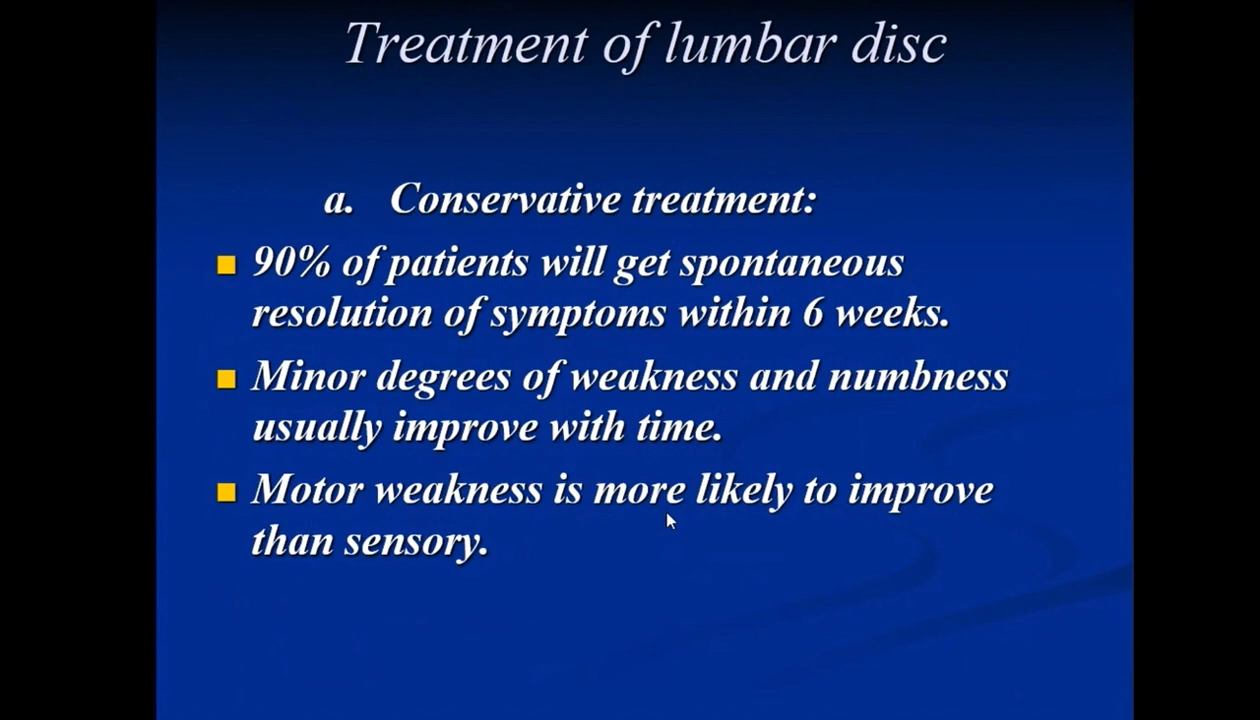 Treatment of lumbar disc
a. Conservative treatment:
90% of patients will get spontaneous
resolution of symptoms within 6 weeks.
Minor degrees of weakness and numbness
usually improve with time.
Motor weakness is more likely to improve
than sensory.